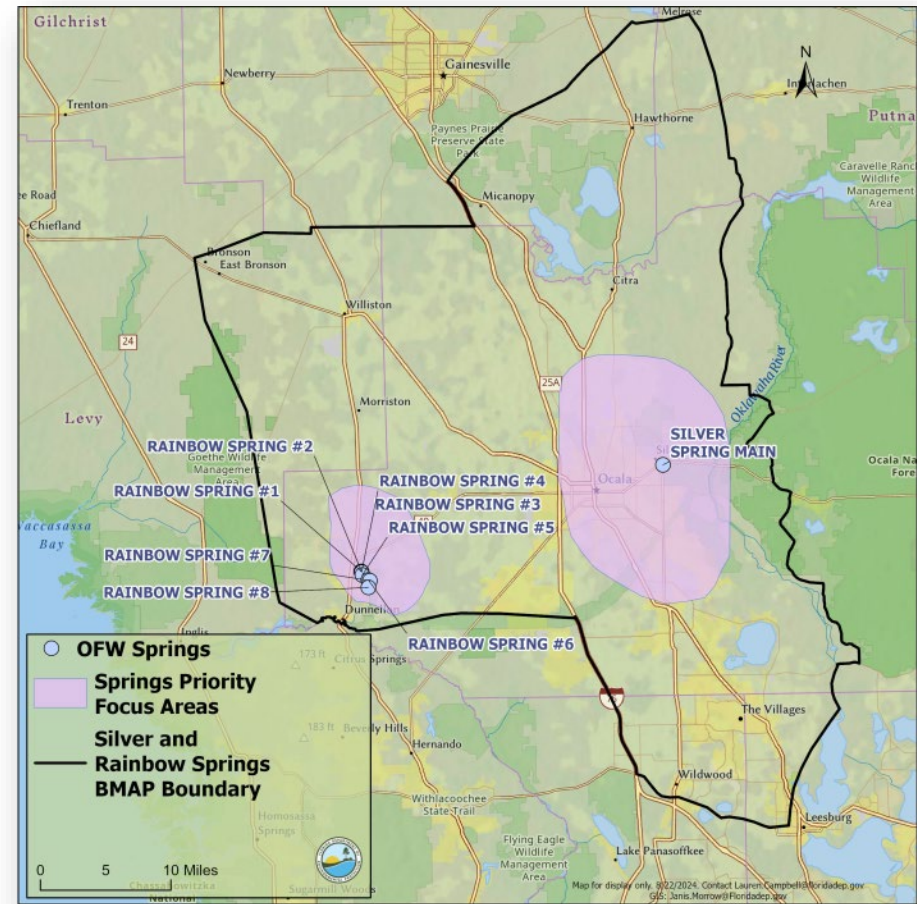 Gilchrist
Melrose
Gainesville
N
Newberry
Interlachen
Trenton
Hawthorne
Putna
Paynes Prairie
Preserve State
Park
Caravelle Ranc
Wildlife
Management
Area
ee Road
Micanopy
Chiefland
Bronson
East Bronson
Citra
Williston
24
Ocklawaha River
25A
Levy
Morriston
RAINBOW SPRING #2
SILVER
SPRING MAIN
Goethe Wildlife
Management
Area
RAINBOW SPRING #4
Ocala Na
Fore
RAINBOW SPRING #1
Ocala
RAINBOW SPRING #3
RAINBOW SPRING #5
vaccasassa
Bay
RAINBOW SPRING #7
RAINBOW SPRING #8
Dunnellon
Inglis
RAINBOW SPRING #6
OFW Springs
173 ft
Citrus Springs
Springs Priority
Focus Areas
The Villages
183 ft
Beverly Hills
Silver and
Rainbow Springs
BMAP Boundary
Hernando
Wildwood
Withlacoochee
State Trail
Leesburg
Homosassa
Springs
Flying Eagle
Wildlife
Management
Area
Lake Panasoffkee
0 5 10 Miles
Chassahowitzka
National
Sugarmill Woods
Map for display only. 8/22/2024. Contact Lauren.Campbell@floridadep.gov
GIS: Janis.Morrow@FloridaDep.gov